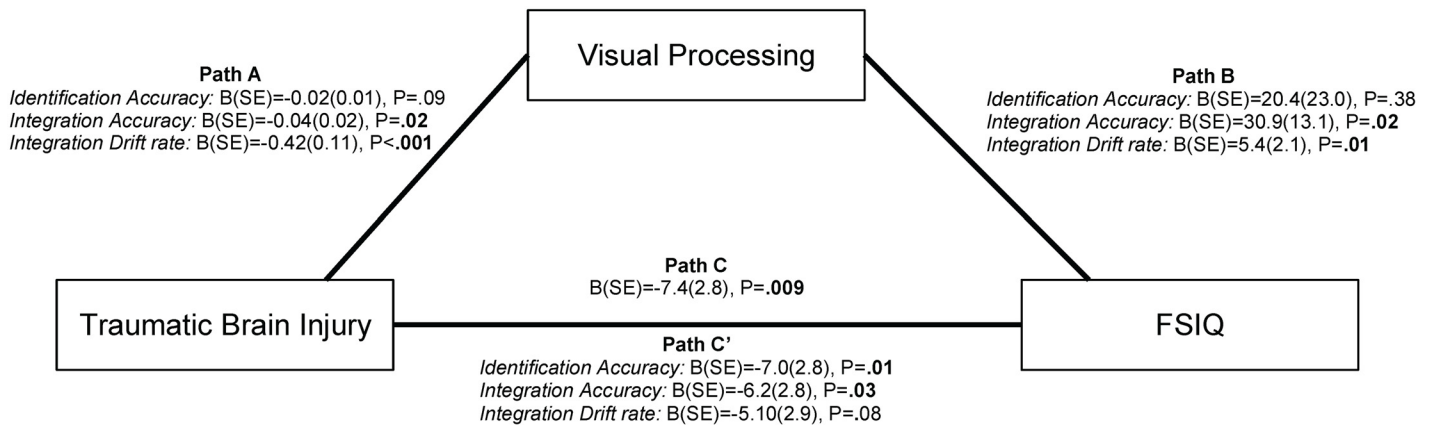 Visual Processing
Path A
Identification Accuracy: B(SE)=-0.02(0.01), P=.09
Integration Accuracy: B(SE)=-0.04(0.02), P=.02
Integration Drift rate: B(SE)=-0.42(0.11), P<.001
Path B
Identification Accuracy: B(SE)=20.4(23.0), P=.38
Integration Accuracy: B(SE)=30.9(13.1), P=.02
Integration Drift rate: B(SE)=5.4(2.1), P=.01
Path C
B(SE)=-7.4(2.8), P=.009
Traumatic Brain Injury
FSIQ
Path C’
Identification Accuracy: B(SE)=-7.0(2.8), P=.01
Integration Accuracy: B(SE)=-6.2(2.8), P=.03
Integration Drift rate: B(SE)=-5.10(2.9), P=.08